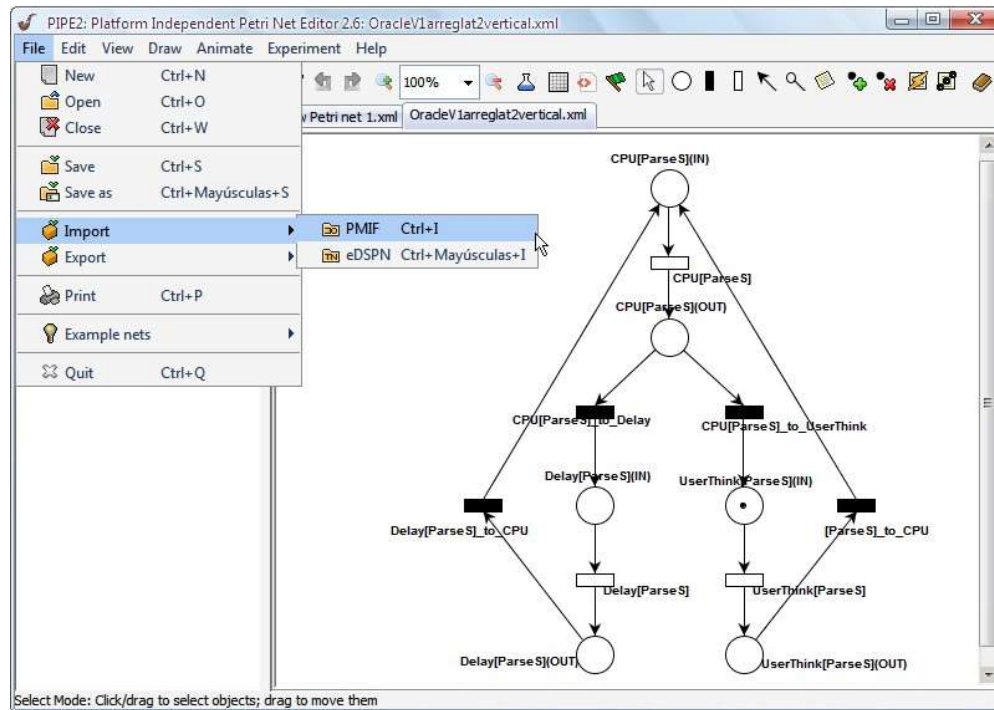 PIPE2: Platform Independent Petri Net Editor 2.6: OracleV1arreglat2vertical.xml
File Edit View Draw Animate Experiment Help
New Ctrl+N
Open Ctrl+O
Close Ctrl+W
Save Ctrl+S
Save as Ctrl+Mayúsculas+S
Import
Export
Print Ctrl+P
Example nets
Quit Ctrl+Q
PMIF Ctrl+I
eDSPN Ctrl+Mayúsculas+I
100%
Petri net 1.xml OracleV1arreglat2vertical.xml
CPU[ParseS](IN)
CPU[ParseS]
CPU[ParseS](OUT)
CPU[ParseS]_to_Delay
CPU[ParseS]_to_UserThink
Delay[ParseS](IN)
UserThink[ParseS](IN)
Delay[ParseS]_to_CPU
[ParseS]_to_CPU
Delay[ParseS]
UserThink[ParseS]
Delay[ParseS](OUT)
UserThink[ParseS](OUT)
Select Mode: Click/drag to select objects; drag to move them